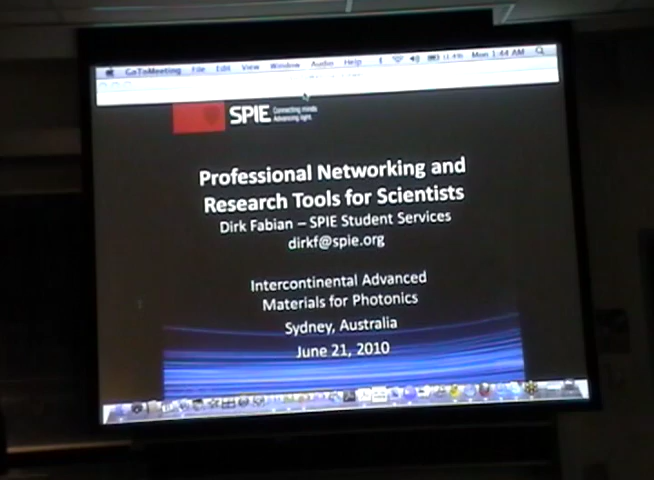 GoToMeeting File Edit View Window Audio Help Mon 1:44 AM
SPIE Connecting minds.
Advancing light.
Professional Networking and
Research Tools for Scientists
Dirk Fabian – SPIE Student Services
dirkf@spie.org
Intercontinental Advanced
Materials for Photonics
Sydney, Australia
June 21, 2010